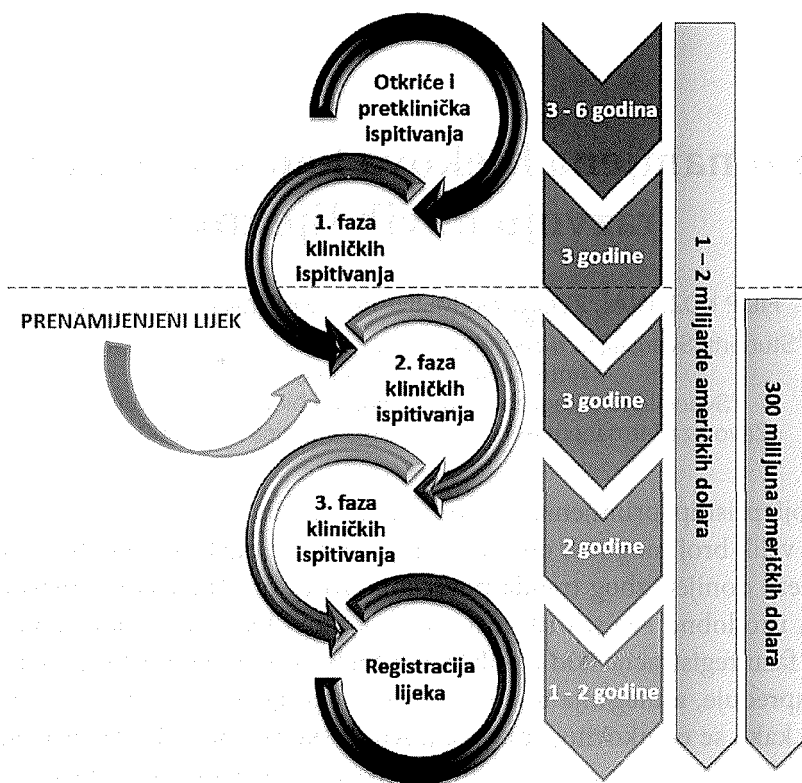 Otkriće i
pretklinička
ispitivanja
3 - 6 godina
1. faza
kliničkih
ispitivanja
3 godine
PRENAMIJENJENI LIJEK
2. faza
kliničkih
ispitivanja
3 godine
3. faza
kliničkih
ispitivanja
2 godine
Registracija
lijeka
1 - 2 godine
1 – 2 milijarde američkih dolara
300 milijuna američkih dolara